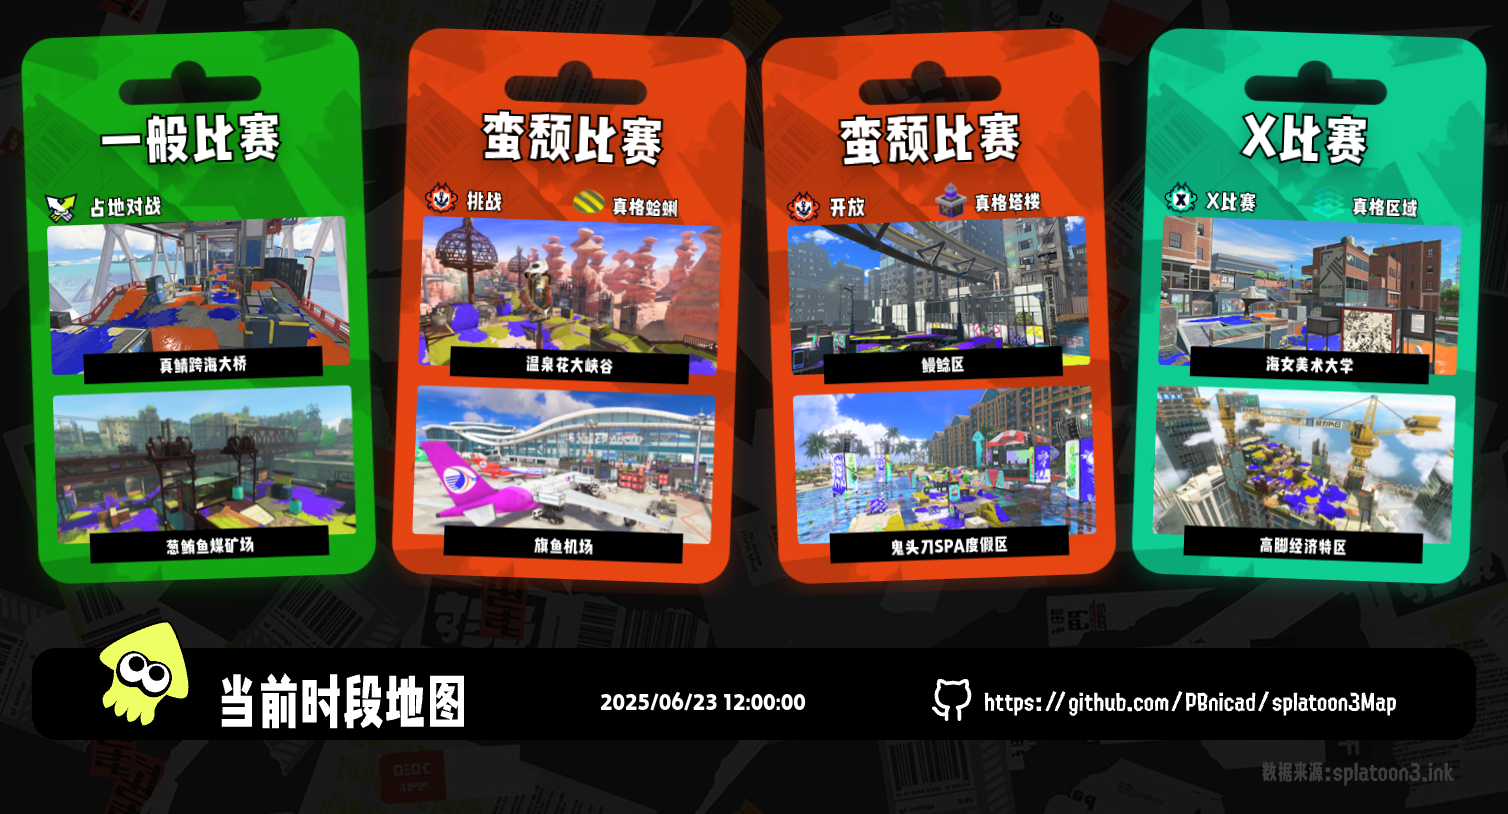 一般比赛
占地对战
真鲭跨海大桥
葱鲔鱼煤矿场
蛮颓比赛
挑战
真格蛤蜊
温泉花大峡谷
旗鱼机场
蛮颓比赛
开放
真格塔楼
鳗鲶区
鬼头刀SPA度假区
X比赛
X比赛
真格区域
海女美术大学
高脚经济特区
当前时段地图
2025/06/23 12:00:00
https://github.com/PBnicad/splatoon3Map
数据来源:splatoon3.ink